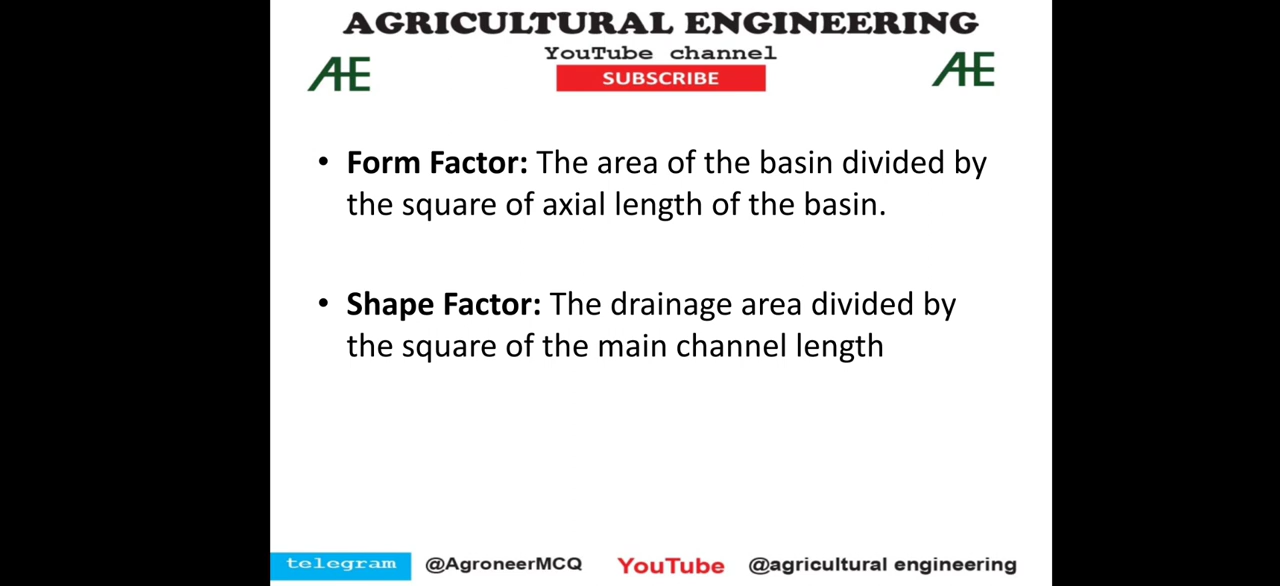 AGRICULTURAL ENGINEERING
YouTube channel
SUBSCRIBE
AE
AE
• Form Factor: The area of the basin divided by
the square of axial length of the basin.
• Shape Factor: The drainage area divided by
the square of the main channel length
telegram @AgroneerMCQ YouTube @agricultural engineering